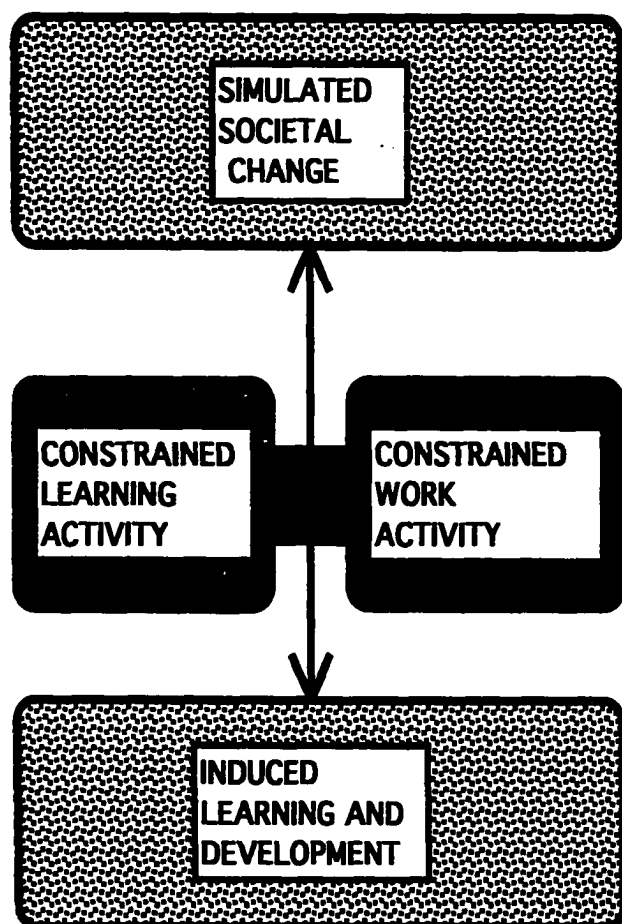 SIMULATED
SOCIETAL
CHANGE
CONSTRAINED
LEARNING
ACTIVITY
CONSTRAINED
WORK
ACTIVITY
INDUCED
LEARNING AND
DEVELOPMENT